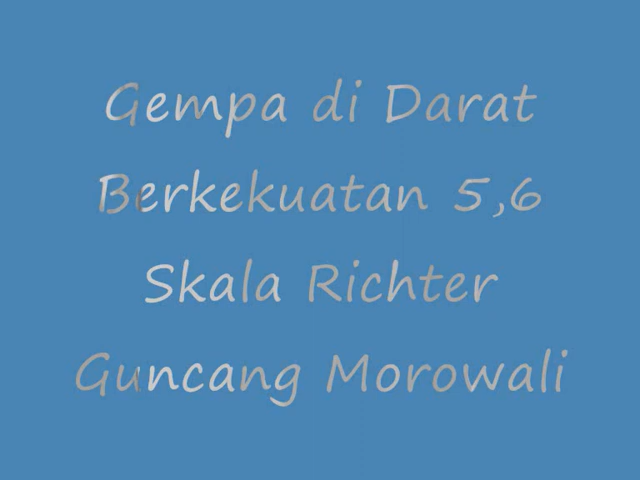 Gempa di Darat
Berkekuatan 5,6
Skala Richter
Guncang Morowali